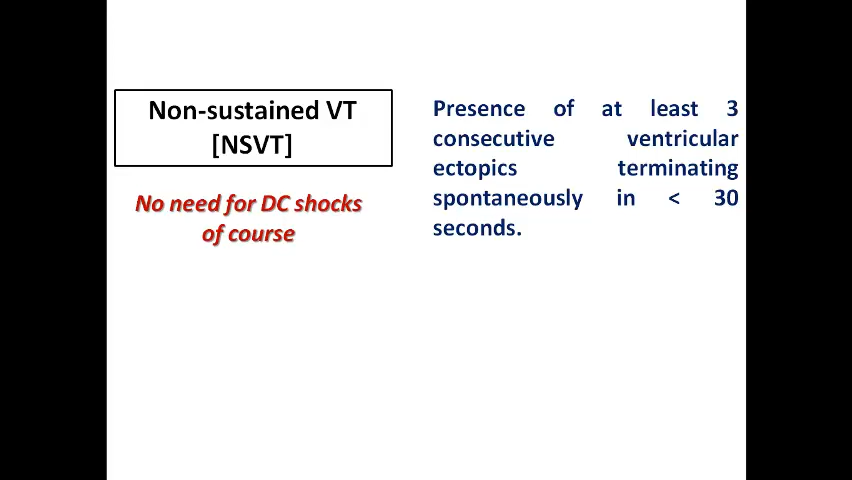 Non-sustained VT
[NSVT]
No need for DC shocks
of course
Presence of at least 3
consecutive ventricular
ectopics terminating
spontaneously in < 30
seconds.